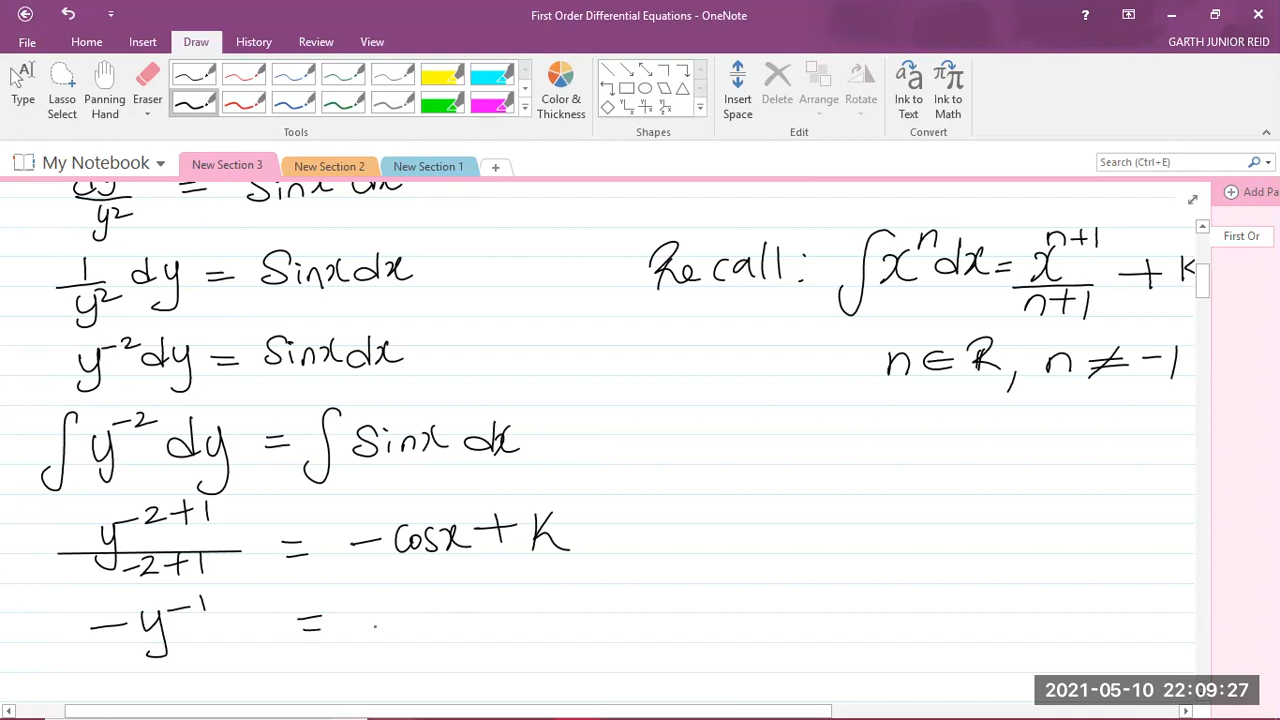 First Order Differential Equations - OneNote
?
File Home Insert Draw History Review View
GARTH JUNIOR REID
Type Lasso Select Panning Hand Eraser Color & Thickness Insert Space Delete Arrange Rotate Ink to Text Ink to Math
Tools Shapes Edit Convert
My Notebook New Section 3 New Section 2 New Section 1 + Search (Ctrl+E)
Add Pa
First Or
dy/y² = Sinx dx
1/y² dy = Sinxdx
y⁻² dy = Sinxdx
∫ y⁻² dy = ∫ Sinx dx
y⁻²⁺¹/-2+1 = - cosx + K
- y⁻¹ =
Recall: ∫ xⁿ dx = xⁿ⁺¹/n+1 + K
n ∈ ℝ, n ≠ -1
2021-05-10 22:09:27